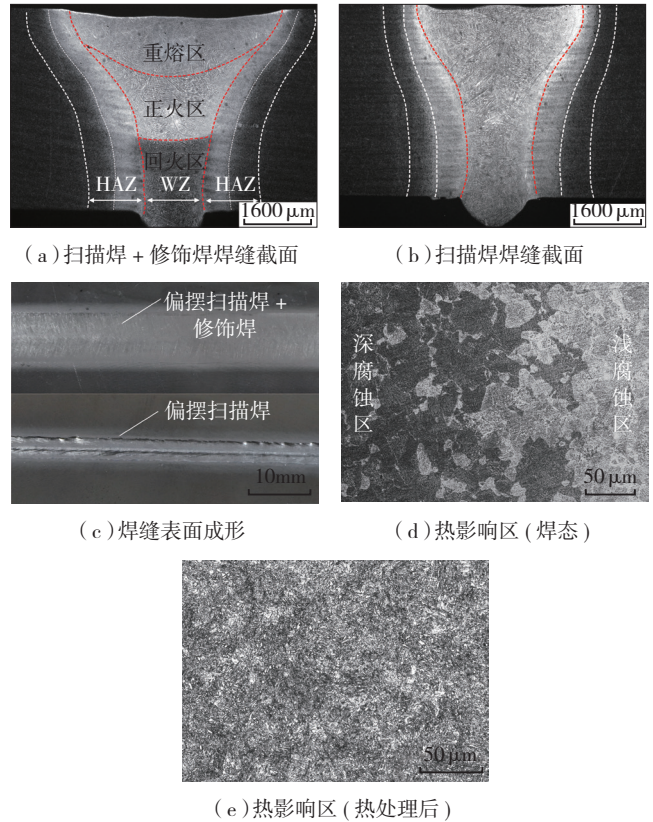 重熔区
正火区
回火区
HAZ WZ HAZ
1600 μm
1600 μm
(a)扫描焊 + 修饰焊焊缝截面
(b)扫描焊焊缝截面
偏摆扫描焊 +
修饰焊
偏摆扫描焊
10mm
深腐蚀区
浅腐蚀区
50 μm
(c)焊缝表面成形
(d)热影响区(焊态)
50 μm
(e)热影响区(热处理后)